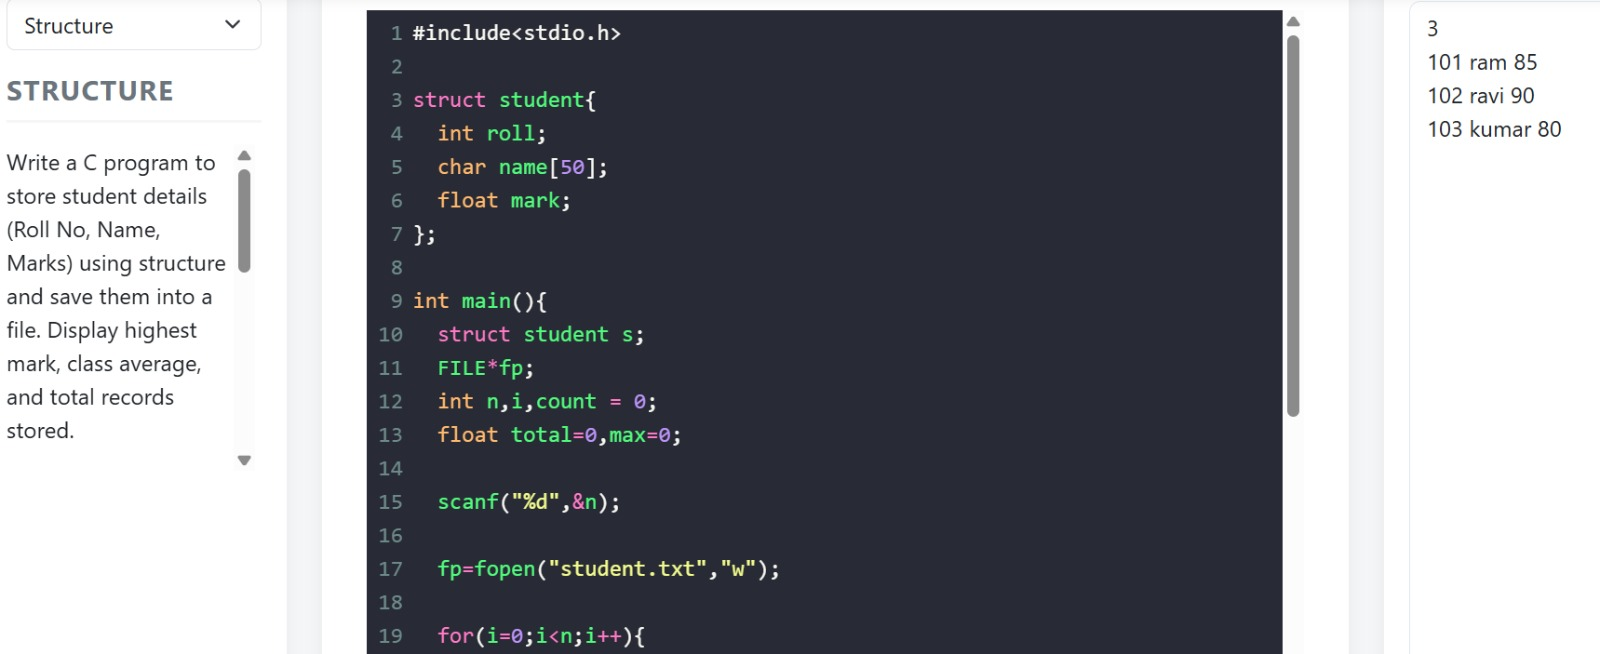 Structure
STRUCTURE
Write a C program to
store student details
(Roll No, Name,
Marks) using structure
and save them into a
file. Display highest
mark, class average,
and total records
stored.
1 #include<stdio.h>
2
3 struct student{
4   int roll;
5   char name[50];
6   float mark;
7 };
8
9 int main(){
10   struct student s;
11   FILE*fp;
12   int n,i,count = 0;
13   float total=0,max=0;
14
15   scanf("%d",&n);
16
17   fp=fopen("student.txt","w");
18
19   for(i=0;i<n;i++){
3
101 ram 85
102 ravi 90
103 kumar 80